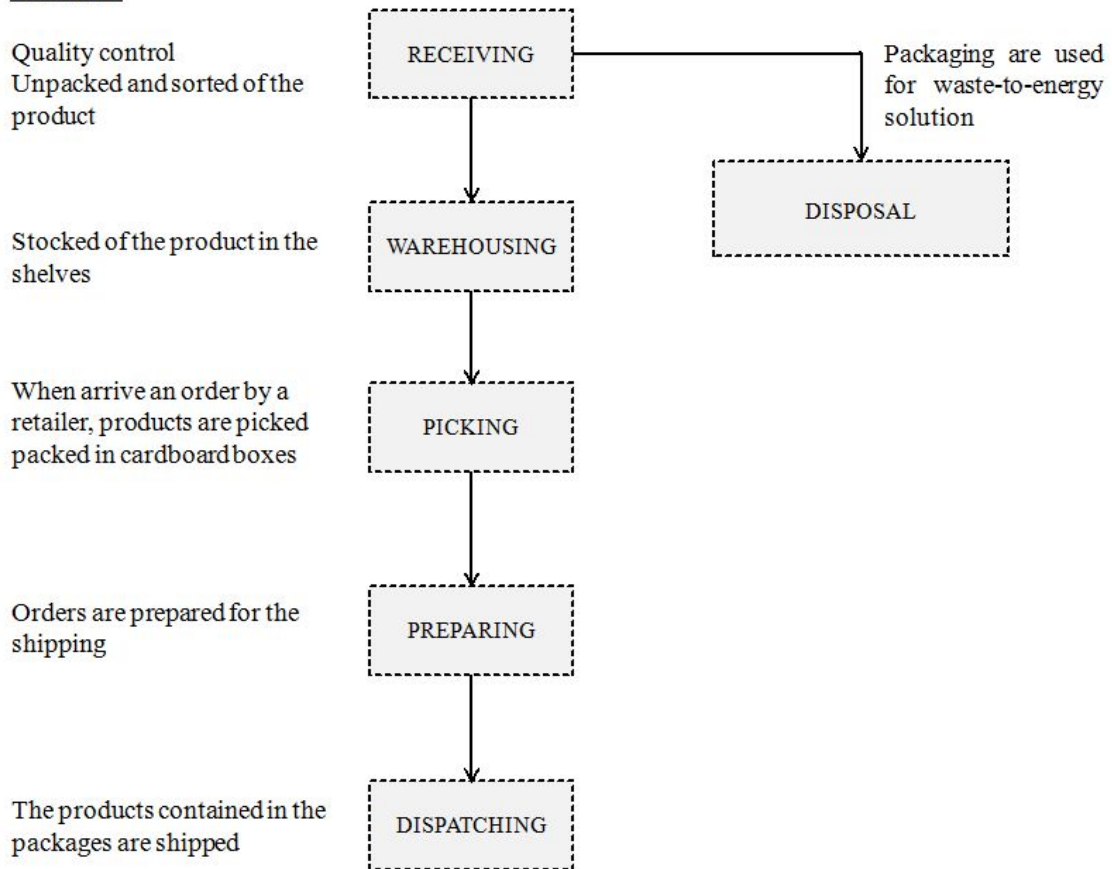 Quality control
Unpacked and sorted of the
product
RECEIVING
Packaging are used
for waste-to-energy
solution
DISPOSAL
Stocked of the product in the
shelves
WAREHOUSING
When arrive an order by a
retailer, products are picked
packed in cardboard boxes
PICKING
Orders are prepared for the
shipping
PREPARING
The products contained in the
packages are shipped
DISPATCHING